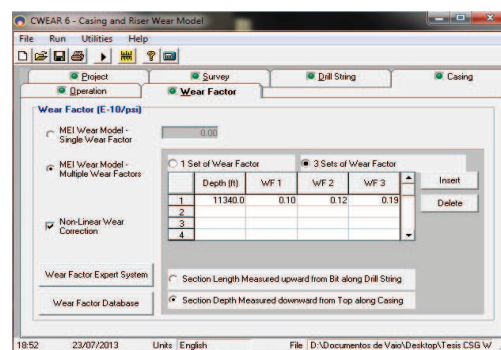 CWEAR 6 - Casing and Riser Wear Model
File Run Utilities Help
Project Survey Drill String Casing
Operation Wear Factor
Wear Factor (E-10/psi)
MEI Wear Model - Single Wear Factor 0.00
MEI Wear Model - Multiple Wear Factors
1 Set of Wear Factor 3 Sets of Wear Factor
Depth (ft) WF 1 WF 2 WF 3
1 11340.0 0.10 0.12 0.19
2
3
4
Insert
Delete
Non-Linear Wear Correction
Wear Factor Expert System
Wear Factor Database
Section Length Measured upward from Bit along Drill String
Section Depth Measured downward from Top along Casing
18:52 23/07/2013 Units English File D:\Documentos de Vaio\Desktop\Tesis CSG W